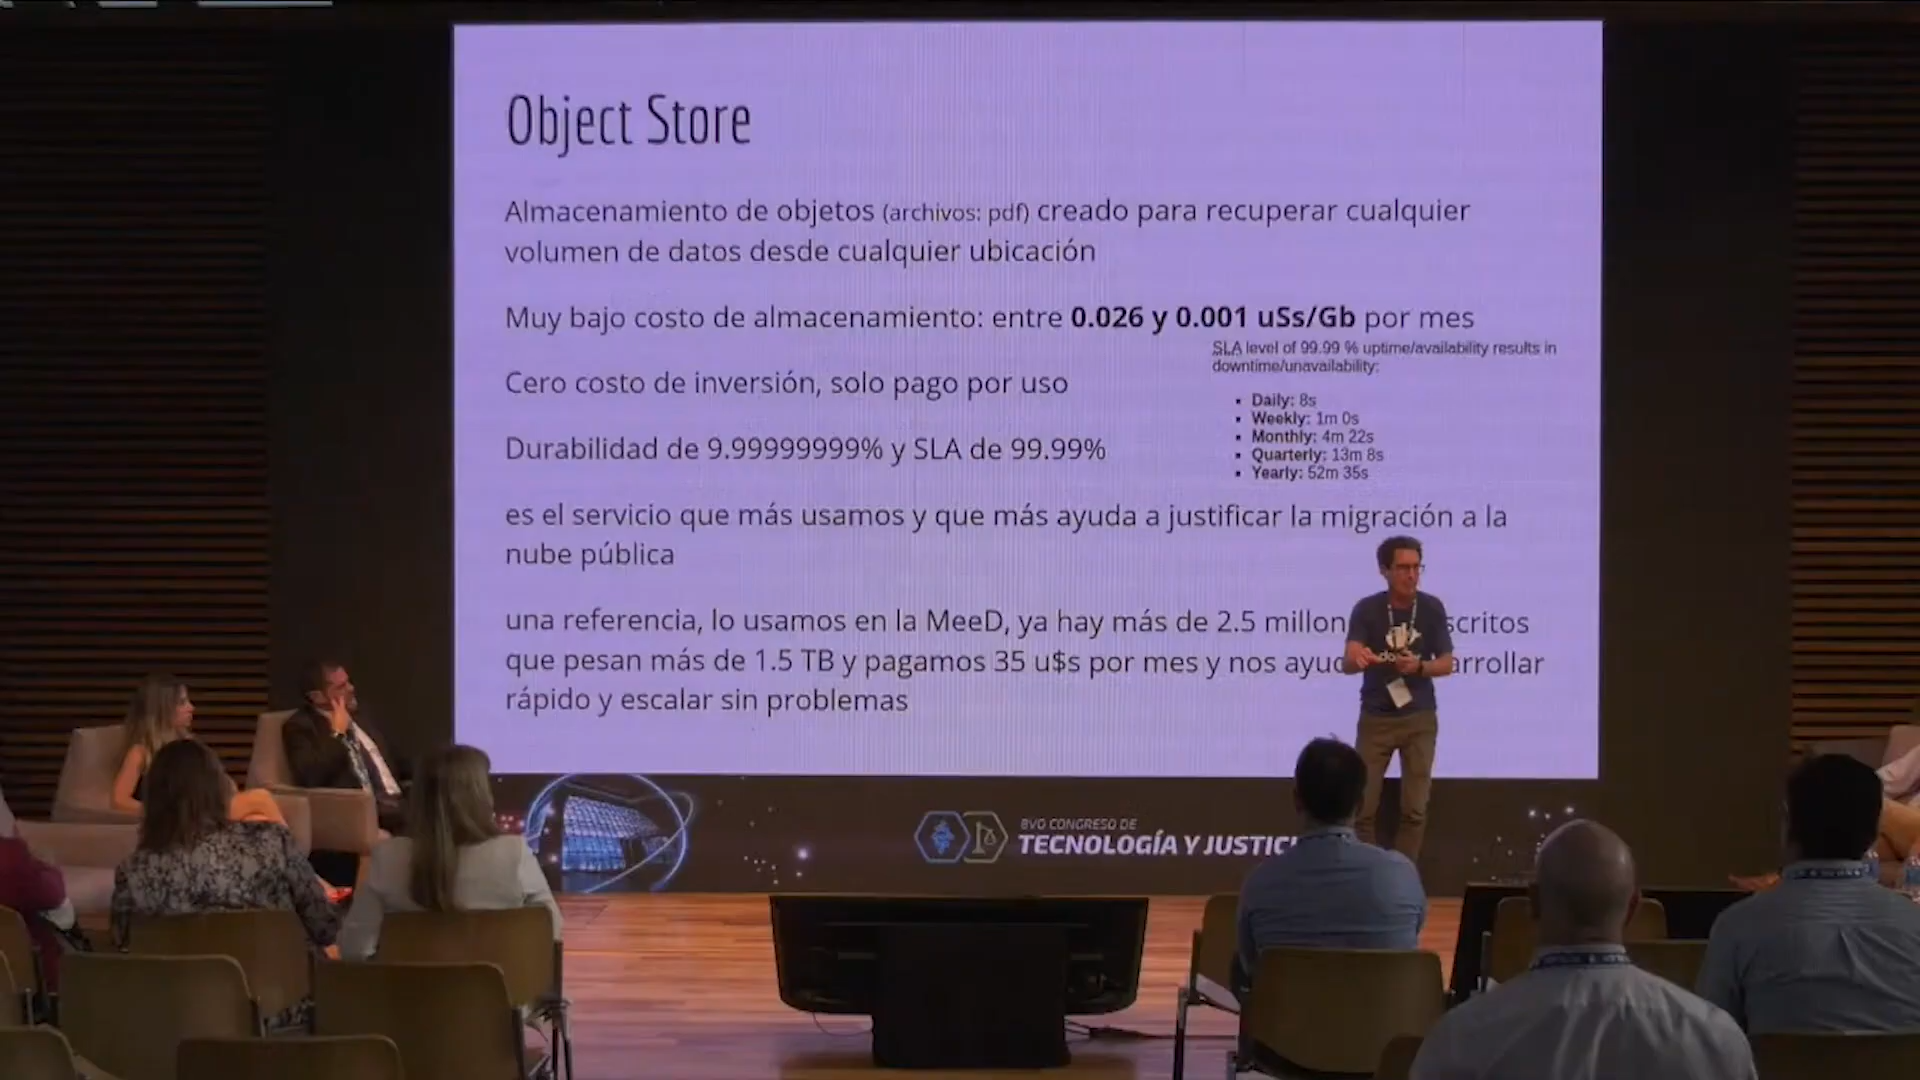 Object Store
Almacenamiento de objetos (archivos: pdf) creado para recuperar cualquier
volumen de datos desde cualquier ubicación
Muy bajo costo de almacenamiento: entre 0.026 y 0.001 uSs/Gb por mes
SLA level of 99.99 % uptime/availability results in
downtime/unavailability:
Cero costo de inversión, solo pago por uso
▪ Daily: 8s
▪ Weekly: 1m 0s
▪ Monthly: 4m 22s
▪ Quarterly: 13m 8s
▪ Yearly: 52m 35s
Durabilidad de 9.99999999% y SLA de 99.99%
es el servicio que más usamos y que más ayuda a justificar la migración a la
nube pública
una referencia, lo usamos en la MeeD, ya hay más de 2.5 millon scritos
que pesan más de 1.5 TB y pagamos 35 u$s por mes y nos ayud arrollar
rápido y escalar sin problemas
8VO CONGRESO DE
TECNOLOGÍA Y JUSTICI